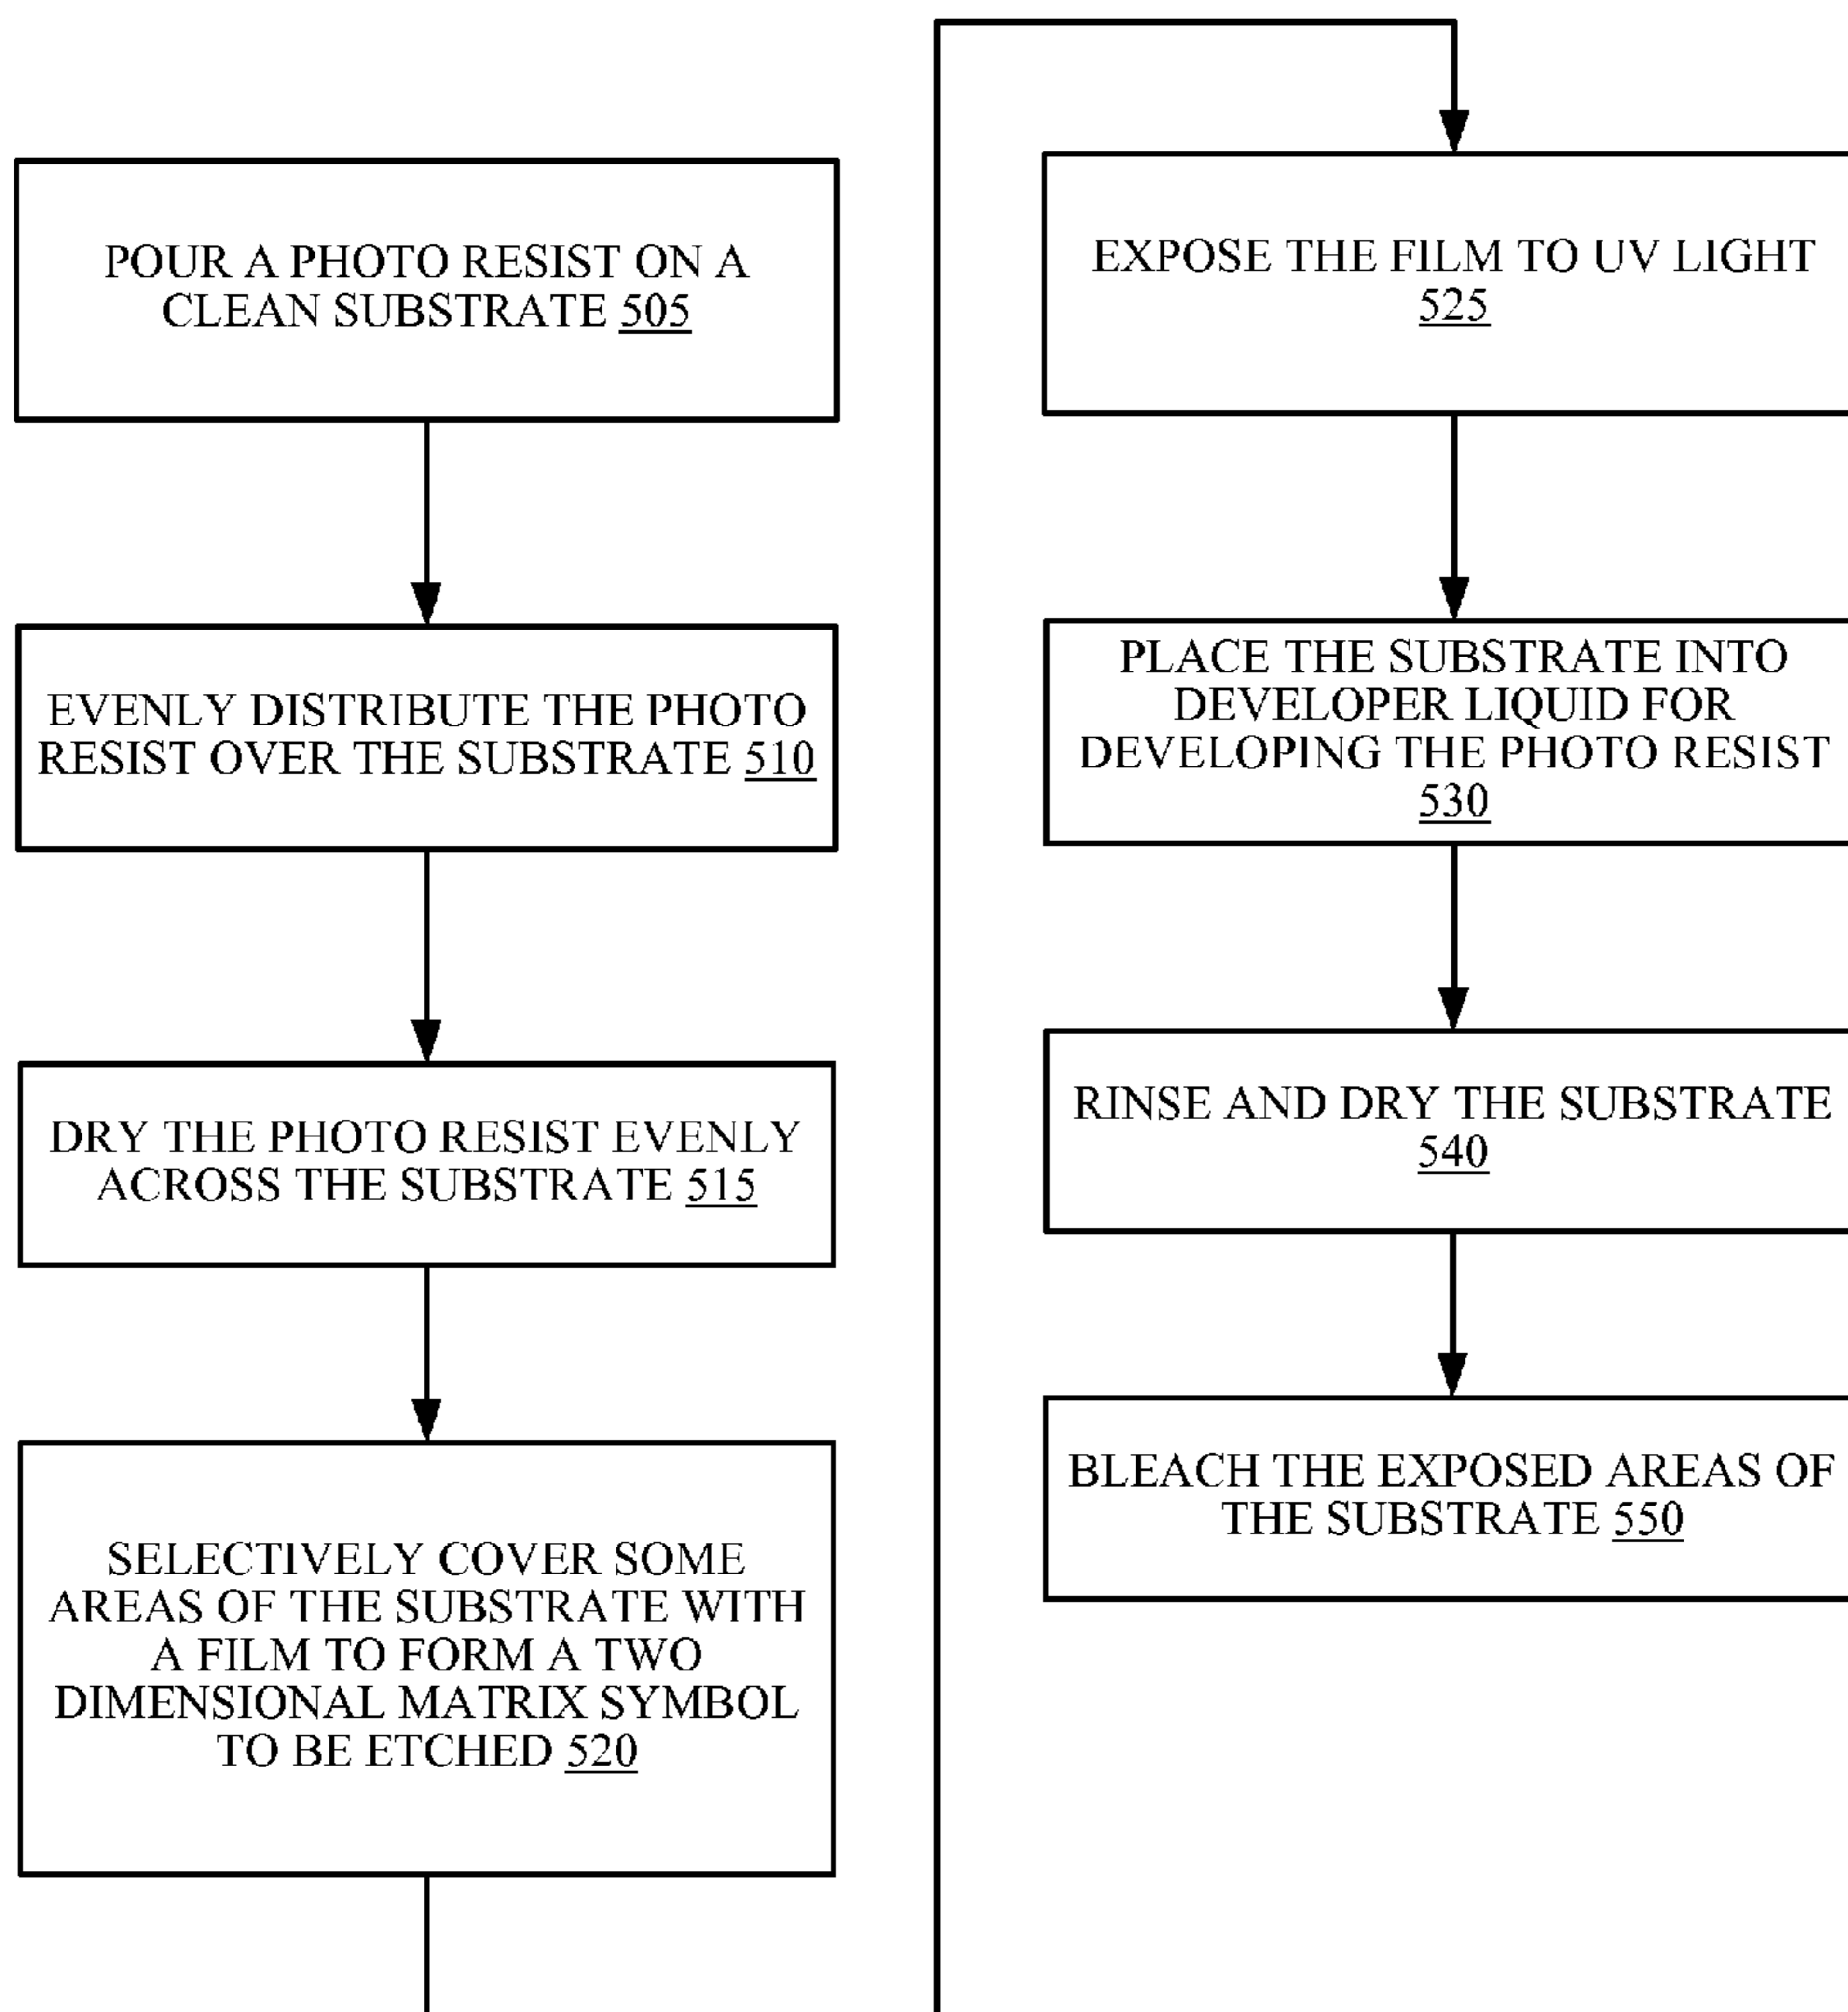 POUR A PHOTO RESIST ON A
CLEAN SUBSTRATE 505
EVENLY DISTRIBUTE THE PHOTO
RESIST OVER THE SUBSTRATE 510
DRY THE PHOTO RESIST EVENLY
ACROSS THE SUBSTRATE 515
SELECTIVELY COVER SOME
AREAS OF THE SUBSTRATE WITH
A FILM TO FORM A TWO
DIMENSIONAL MATRIX SYMBOL
TO BE ETCHED 520
EXPOSE THE FILM TO UV LIGHT
525
PLACE THE SUBSTRATE INTO
DEVELOPER LIQUID FOR
DEVELOPING THE PHOTO RESIST
530
RINSE AND DRY THE SUBSTRATE
540
BLEACH THE EXPOSED AREAS OF
THE SUBSTRATE 550